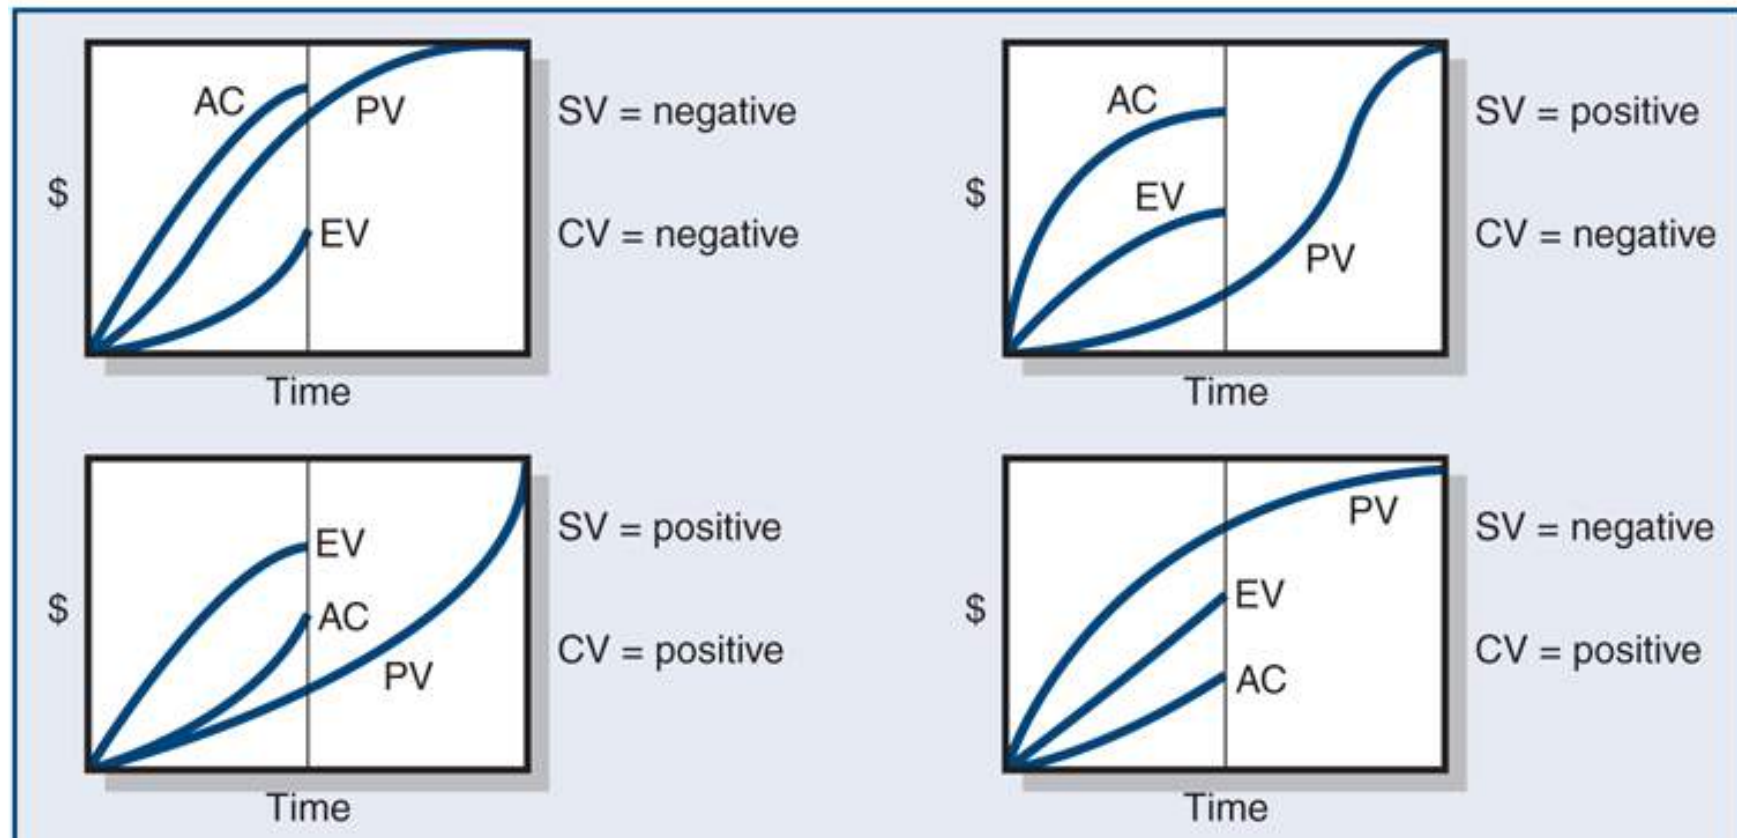 AC
PV
EV
$
Time
SV = negative
CV = negative
AC
EV
PV
$
Time
SV = positive
CV = negative
EV
AC
PV
$
Time
SV = positive
CV = positive
PV
EV
AC
$
Time
SV = negative
CV = positive